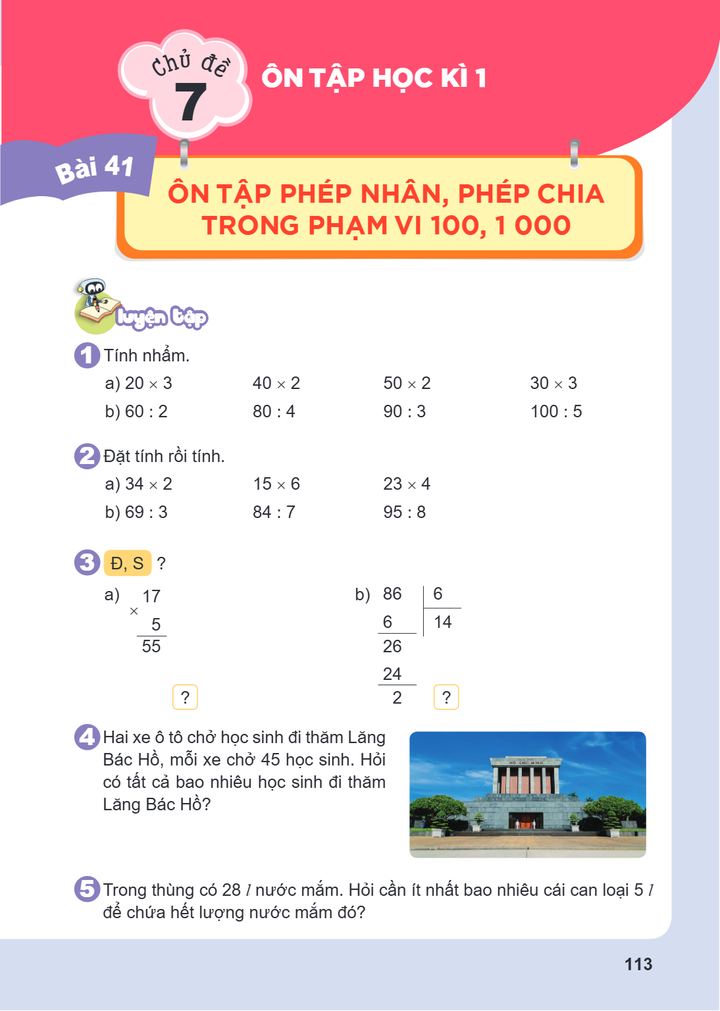 Chủ đề
7
ÔN TẬP HỌC KÌ 1
Bài 41
ÔN TẬP PHÉP NHÂN, PHÉP CHIA
TRONG PHẠM VI 100, 1 000
luyện tập
1 Tính nhẩm.
a) 20 × 3 40 × 2 50 × 2 30 × 3
b) 60 : 2 80 : 4 90 : 3 100 : 5
2 Đặt tính rồi tính.
a) 34 × 2 15 × 6 23 × 4
b) 69 : 3 84 : 7 95 : 8
3 Đ, S ?
a) 17
×
5
55
?
b) 86 6
6 14
26
24
2 ?
4 Hai xe ô tô chở học sinh đi thăm Lăng
Bác Hồ, mỗi xe chở 45 học sinh. Hỏi
có tất cả bao nhiêu học sinh đi thăm
Lăng Bác Hồ?
5 Trong thùng có 28 l nước mắm. Hỏi cần ít nhất bao nhiêu cái can loại 5 l
để chứa hết lượng nước mắm đó?
113